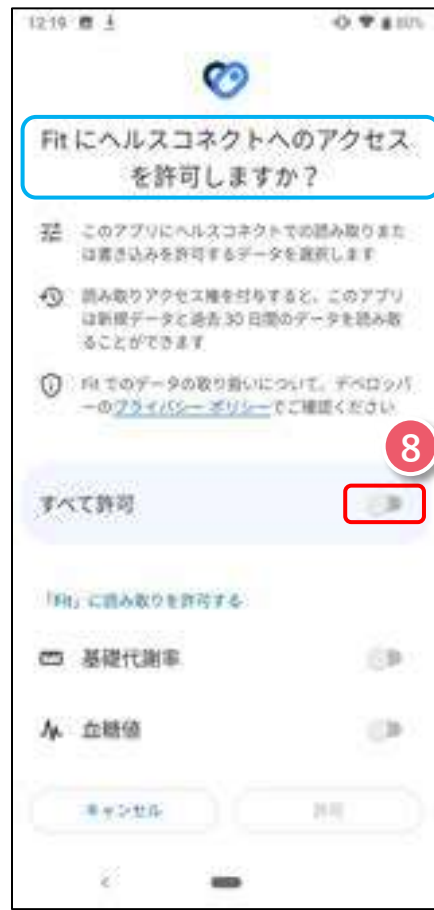 12:19
80%
Fit にヘルスコネクトへのアクセス
を許可しますか？
このアプリにヘルスコネクトでの読み取りまた
は書き込みを許可するデータを選択します
読み取りアクセス権を付与すると、このアプリ
は新規データと過去 30 日間のデータを読み取
ることができます
Fit でのデータの取り扱いについて、デベロッパ
ーのプライバシー ポリシーでご確認ください
8
すべて許可
「Fit」に読み取りを許可する
基礎代謝率
血糖値
キャンセル
許可